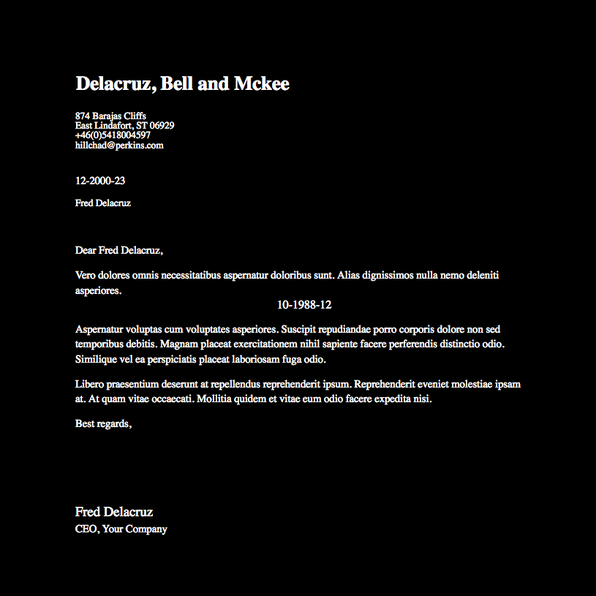 Delacruz, Bell and Mckee
874 Barajas Cliffs
East Lindafort, ST 06929
+46(0)5418004597
hillchad@perkins.com
12-2000-23
Fred Delacruz
Dear Fred Delacruz,
Vero dolores omnis necessitatibus aspernatur doloribus sunt. Alias dignissimos nulla nemo deleniti
asperiores.
10-1988-12
Aspernatur voluptas cum voluptates asperiores. Suscipit repudiandae porro corporis dolore non sed
temporibus debitis. Magnam placeat exercitationem nihil sapiente facere perferendis distinctio odio.
Similique vel ea perspiciatis placeat laboriosam fuga odio.
Libero praesentium deserunt at repellendus reprehenderit ipsum. Reprehenderit eveniet molestiae ipsam
at. At quam vitae occaecati. Mollitia quidem et vitae eum odio facere expedita nisi.
Best regards,
Fred Delacruz
CEO, Your Company